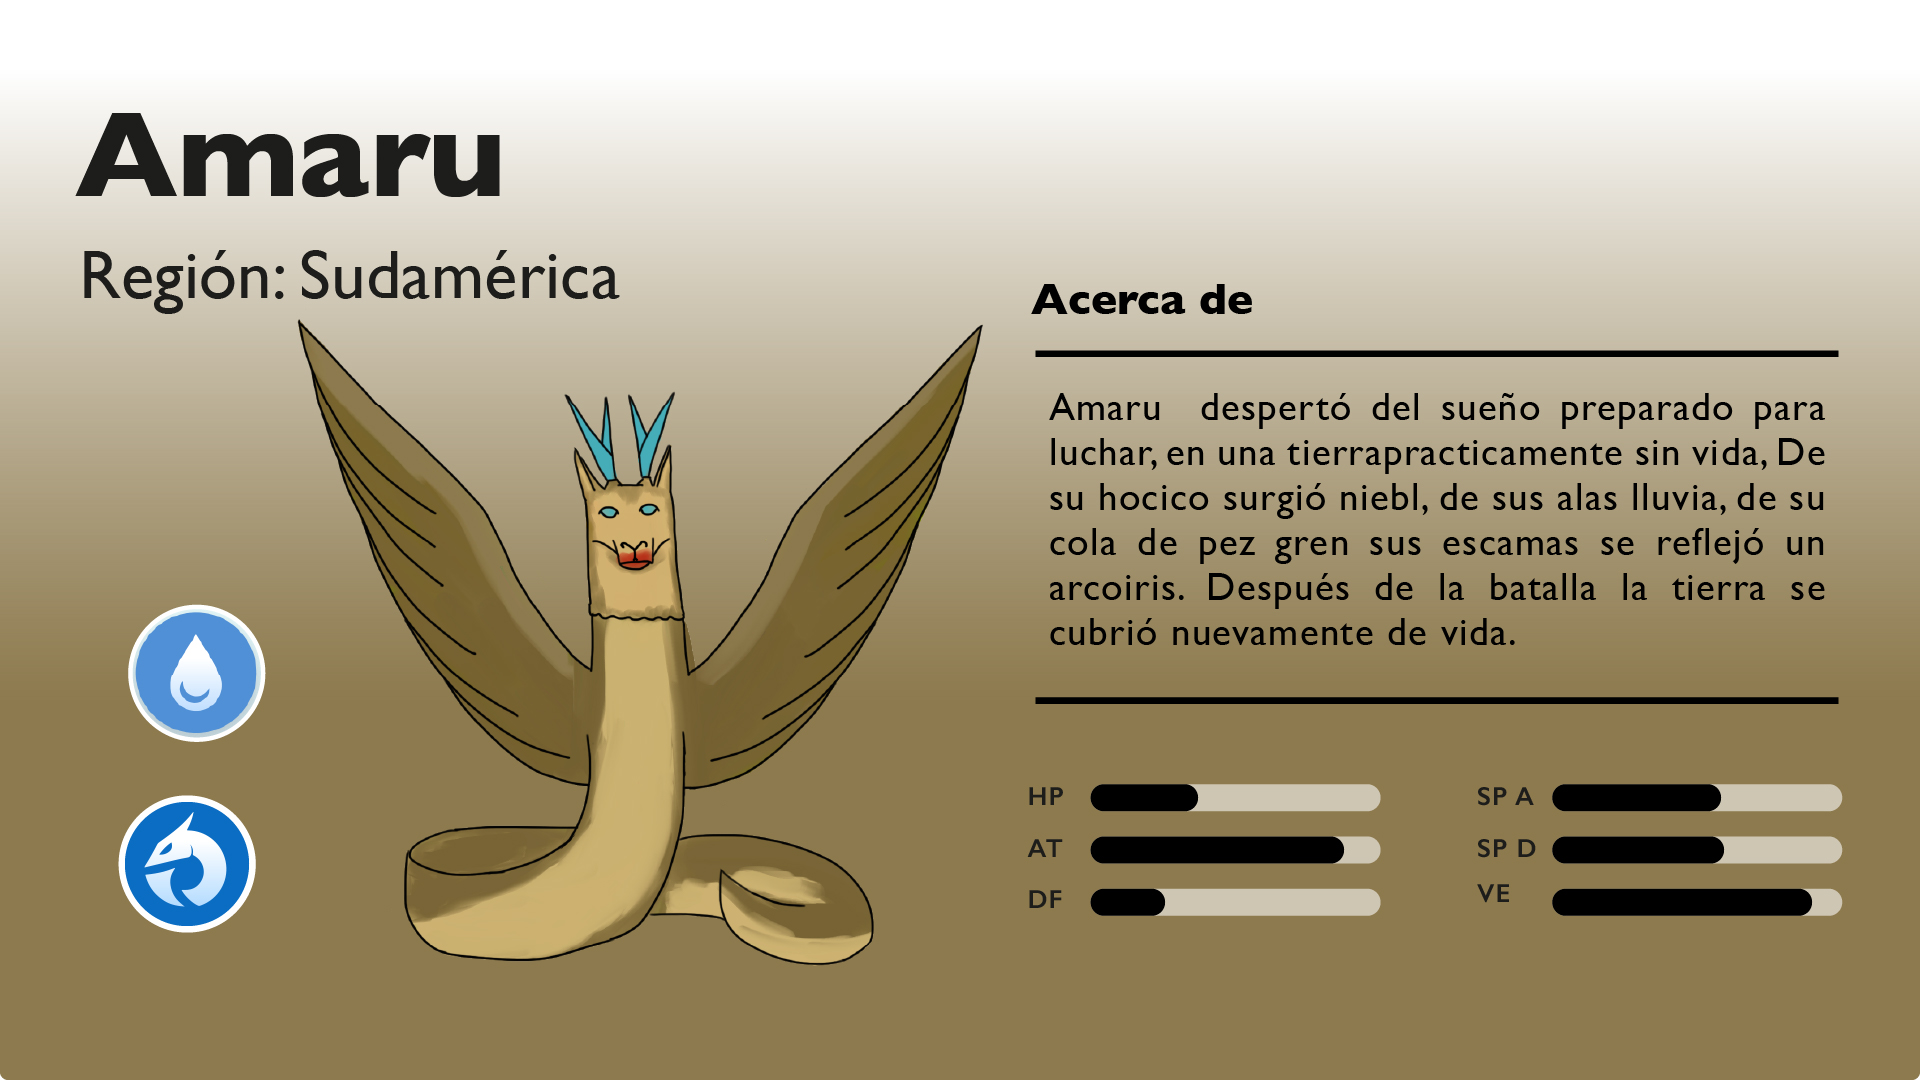 Amaru
Región: Sudamérica
Acerca de
Amaru despertó del sueño preparado para
luchar, en una tierrapracticamente sin vida, De
su hocico surgió niebl, de sus alas lluvia, de su
cola de pez gren sus escamas se reflejó un
arcoiris. Después de la batalla la tierra se
cubrió nuevamente de vida.
HP
AT
DF
SP A
SP D
VE